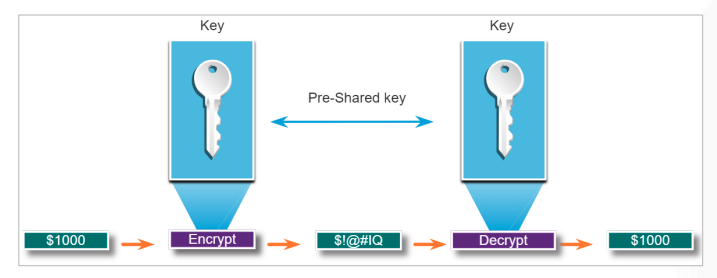 Key
Key
Pre-Shared key
$1000
Encrypt
$!@#IQ
Decrypt
$1000